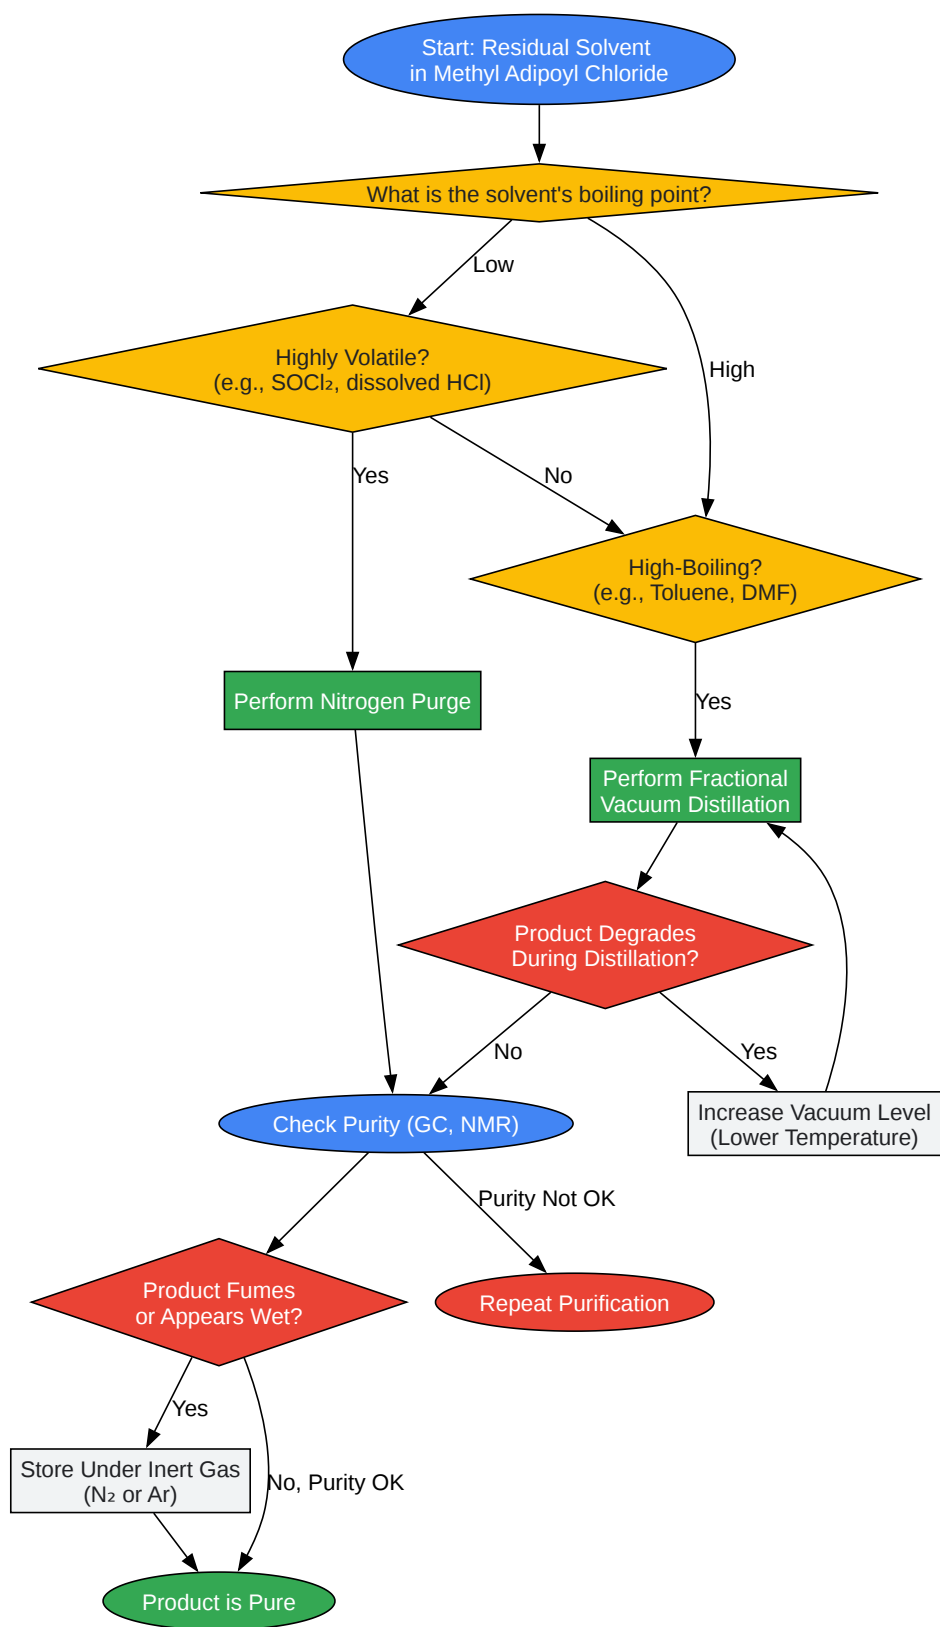 Start: Residual Solvent
in Methyl Adipoyl Chloride
What is the solvent's boiling point?
Low
Highly Volatile?
(e.g., SOCl₂, dissolved HCl)
High
Yes
No
High-Boiling?
(e.g., Toluene, DMF)
Perform Nitrogen Purge
Yes
Perform Fractional
Vacuum Distillation
Product Degrades
During Distillation?
No
Yes
Check Purity (GC, NMR)
Increase Vacuum Level
(Lower Temperature)
Purity Not OK
Product Fumes
or Appears Wet?
Repeat Purification
Yes
Store Under Inert Gas
(N₂ or Ar)
No, Purity OK
Product is Pure